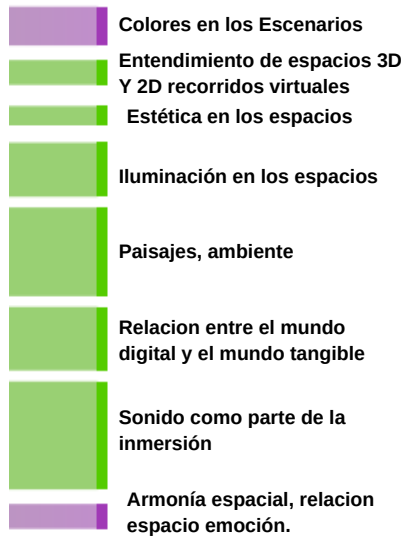 Colores en los Escenarios
Entendimiento de espacios 3D
Y 2D recorridos virtuales
Estética en los espacios
Iluminación en los espacios
Paisajes, ambiente
Relacion entre el mundo
digital y el mundo tangible
Sonido como parte de la
inmersión
Armonía espacial, relacion
espacio emoción.